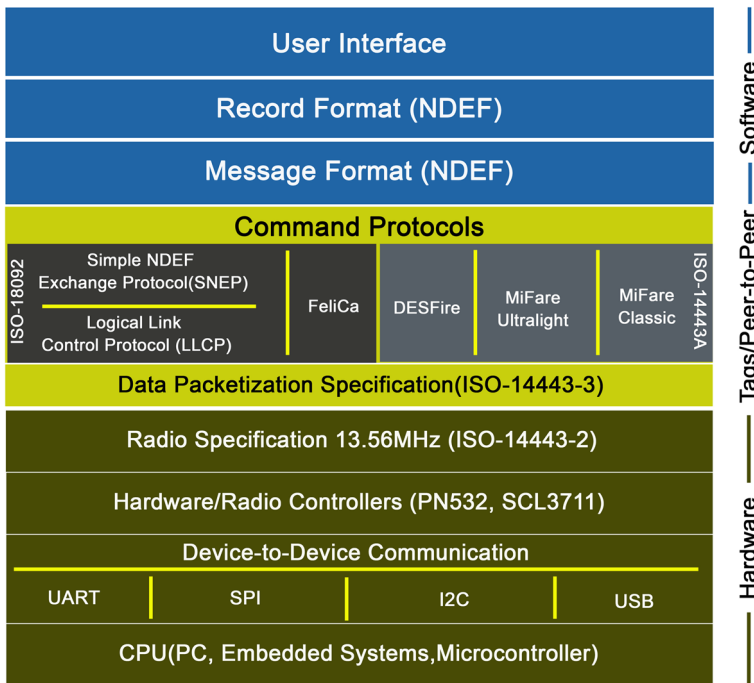 User Interface
Record Format (NDEF)
Message Format (NDEF)
Command Protocols
ISO-18092
Simple NDEF
Exchange Protocol(SNEP)
Logical Link
Control Protocol (LLCP)
FeliCa
DESFire
MiFare
Ultralight
MiFare
Classic
ISO-14443A
Data Packetization Specification(ISO-14443-3)
Radio Specification 13.56MHz (ISO-14443-2)
Hardware/Radio Controllers (PN532, SCL3711)
Device-to-Device Communication
UART
SPI
I2C
USB
CPU(PC, Embedded Systems,Microcontroller)
Software
Tags/Peer-to-Peer
Hardware